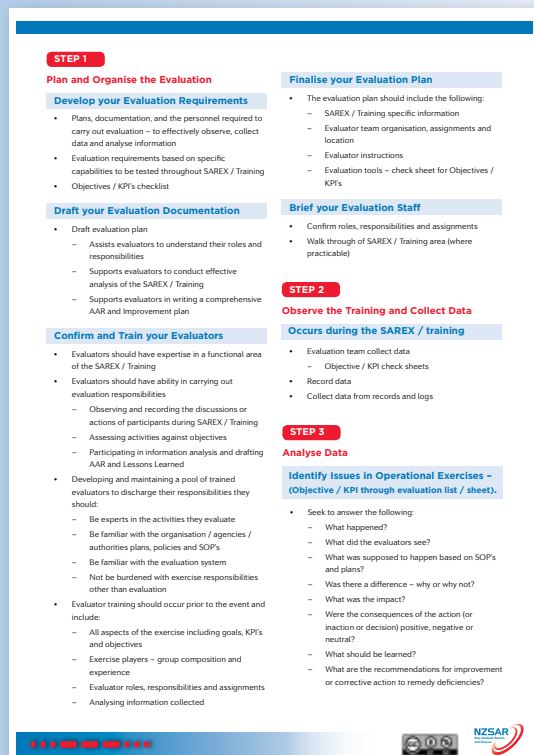 STEP 1
Plan and Organise the Evaluation
Develop your Evaluation Requirements
• Plans, documentation, and the personnel required to
carry out evaluation – to effectively observe, collect
data and analyse information
• Evaluation requirements based on specific
capabilities to be tested throughout SAREX / Training
• Objectives / KPI's checklist
Draft your Evaluation Documentation
• Draft evaluation plan
– Assists evaluators to understand their roles and
responsibilities
– Supports evaluators to conduct effective
analysis of the SAREX / Training
– Supports evaluators in writing a comprehensive
AAR and Improvement plan
Confirm and Train your Evaluators
• Evaluators should have expertise in a functional area
of the SAREX / Training
• Evaluators should have ability in carrying out
evaluation responsibilities
– Observing and recording the discussions or
actions of participants during SAREX / Training
– Assessing activities against objectives
– Participating in information analysis and drafting
AAR and Lessons Learned
• Developing and maintaining a pool of trained
evaluators to discharge their responsibilities they
should:
– Be experts in the activities they evaluate
– Be familiar with the organisation / agencies /
authorities plans, policies and SOP's
– Be familiar with the evaluation system
– Not be burdened with exercise responsibilities
other than evaluation
• Evaluator training should occur prior to the event and
include:
– All aspects of the exercise including goals, KPI's
and objectives
– Exercise players – group composition and
experience
– Evaluator roles, responsibilities and assignments
– Analysing information collected
Finalise your Evaluation Plan
• The evaluation plan should include the following:
– SAREX / Training specific information
– Evaluator team organisation, assignments and
location
– Evaluator instructions
– Evaluation tools – check sheet for Objectives /
KPI's
Brief your Evaluation Staff
• Confirm roles, responsibilities and assignments
• Walk through of SAREX / Training area (where
practicable)
STEP 2
Observe the Training and Collect Data
Occurs during the SAREX / training
• Evaluation team collect data
– Objective / KPI check sheets
• Record data
• Collect data from records and logs
STEP 3
Analyse Data
Identify Issues in Operational Exercises –
(Objective / KPI through evaluation list / sheet).
• Seek to answer the following:
– What happened?
– What did the evaluators see?
– What was supposed to happen based on SOP's
and plans?
– Was there a difference – why or why not?
– What was the impact?
– Were the consequences of the action (or
inaction or decision) positive, negative or
neutral?
– What should be learned?
– What are the recommendations for improvement
or corrective action to remedy deficiencies?
NZSAR
New Zealand Search
and Rescue